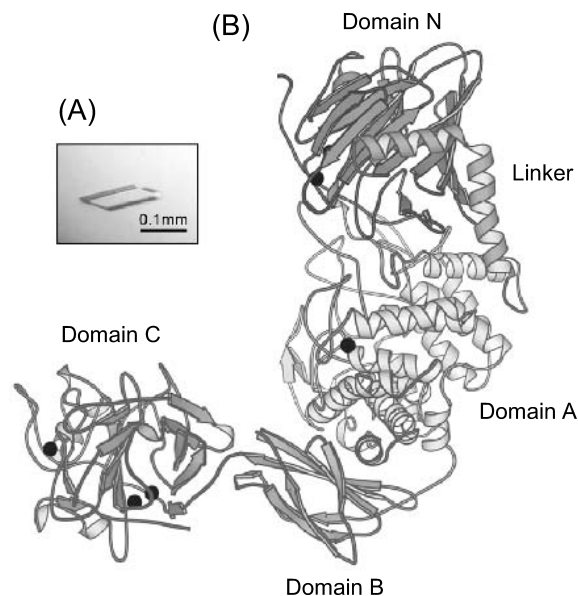 (A)
0.1mm
(B)
Domain N
Linker
Domain C
Domain A
Domain B